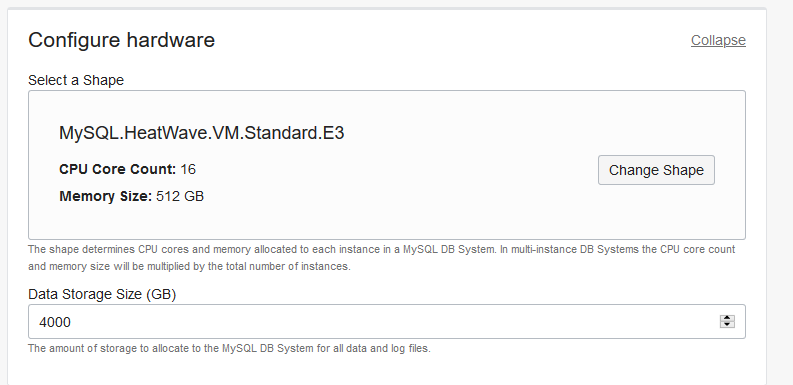 Configure hardware
Collapse
Select a Shape
MySQL.HeatWave.VM.Standard.E3
CPU Core Count: 16
Change Shape
Memory Size: 512 GB
The shape determines CPU cores and memory allocated to each instance in a MySQL DB System. In multi-instance DB Systems the CPU core count
and memory size will be multiplied by the total number of instances.
Data Storage Size (GB)
4000
The amount of storage to allocate to the MySQL DB System for all data and log files.